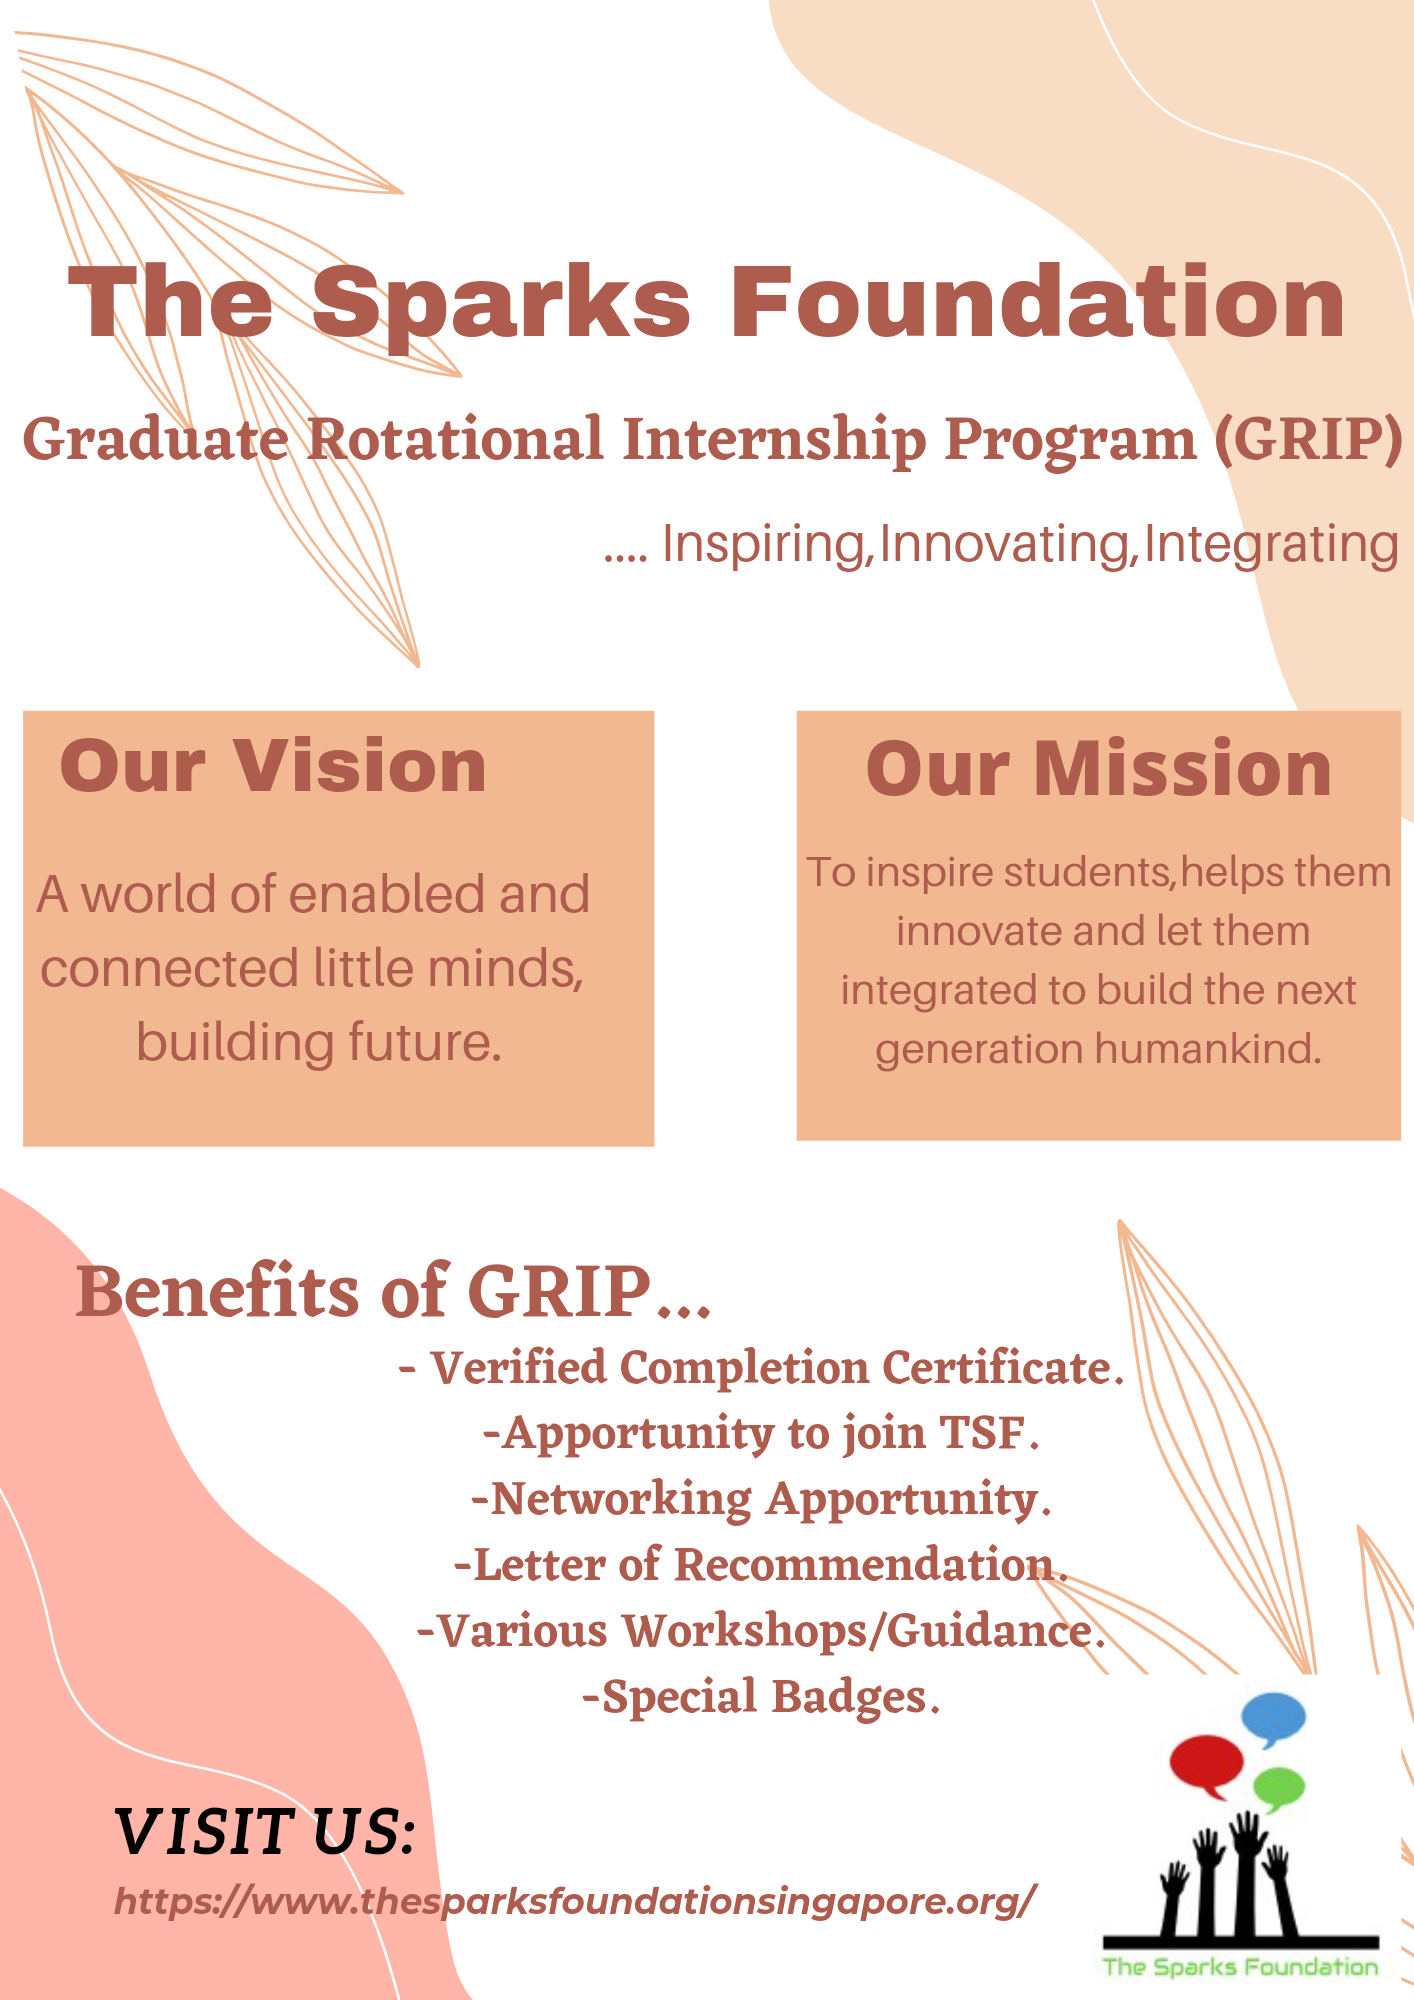 The Sparks Foundation
Graduate Rotational Internship Program (GRIP)
.... Inspiring,Innovating,Integrating
Our Vision
A world of enabled and
connected little minds,
building future.
Our Mission
To inspire students,helps them
innovate and let them
integrated to build the next
generation humankind.
Benefits of GRIP...
- Verified Completion Certificate.
-Apportunity to join TSF.
-Networking Apportunity.
-Letter of Recommendation.
-Various Workshops/Guidance.
-Special Badges.
VISIT US:
https://www.thesparksfoundationsingapore.org/
The Sparks Foundation